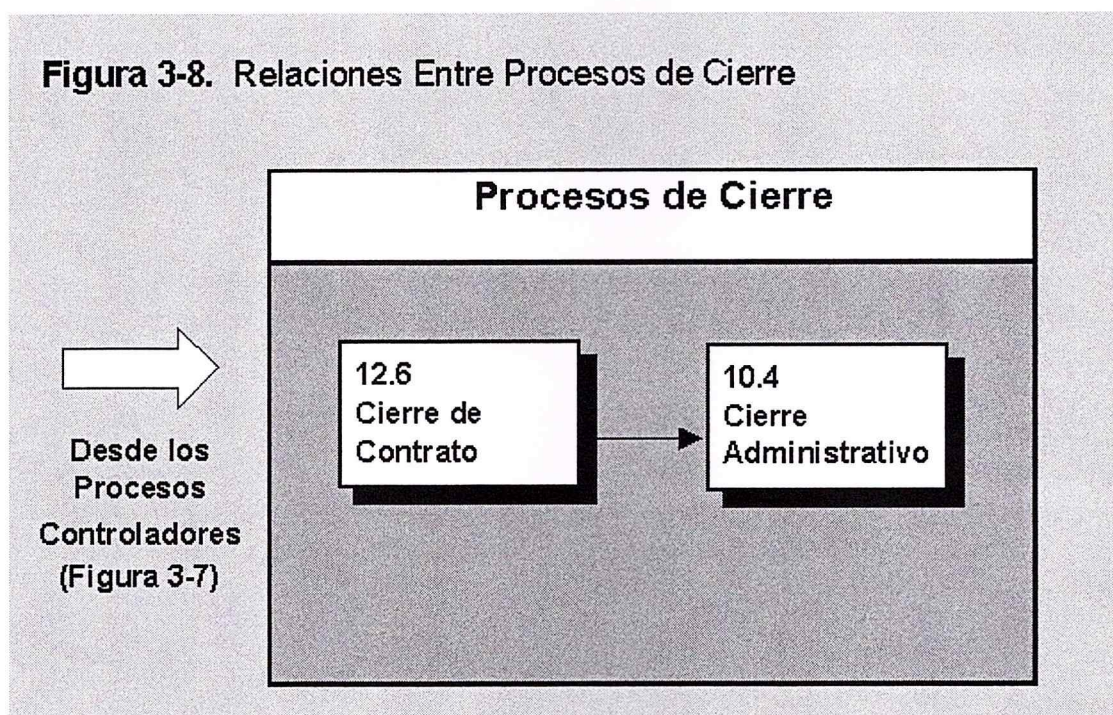 Figura 3-8. Relaciones Entre Procesos de Cierre
Procesos de Cierre
Desde los
Procesos
Controladores
(Figura 3-7)
12.6
Cierre de
Contrato
10.4
Cierre
Administrativo